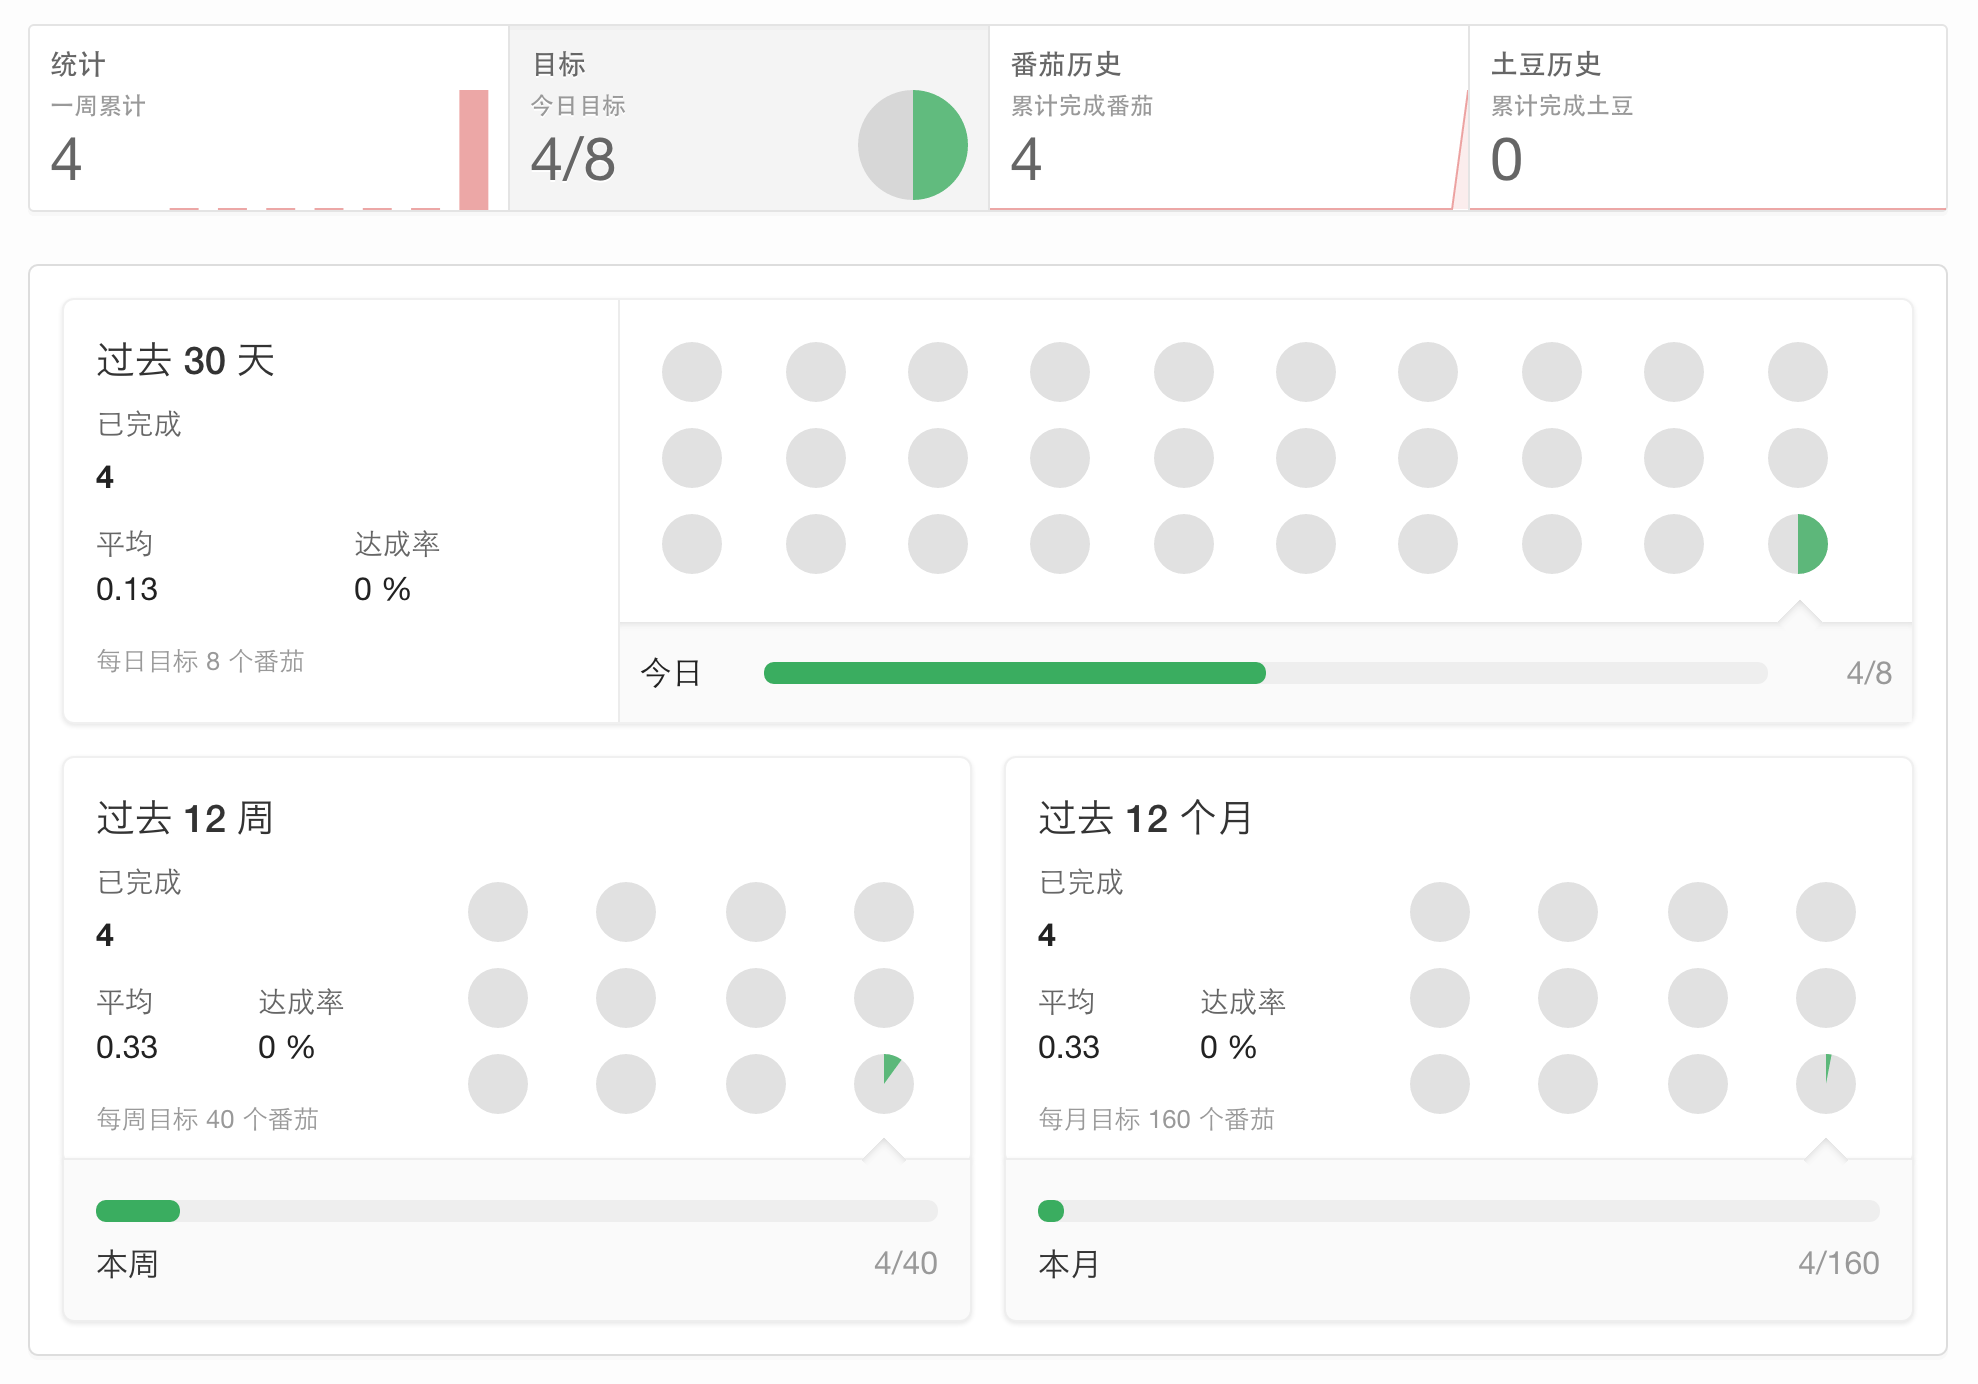 统计
一周累计
4
目标
今日目标
4/8
番茄历史
累计完成番茄
4
土豆历史
累计完成土豆
0
过去 30 天
已完成
4
平均 达成率
0.13 0 %
每日目标 8 个番茄
今日 4/8
过去 12 周
已完成
4
平均 达成率
0.33 0 %
每周目标 40 个番茄
本周 4/40
过去 12 个月
已完成
4
平均 达成率
0.33 0 %
每月目标 160 个番茄
本月 4/160